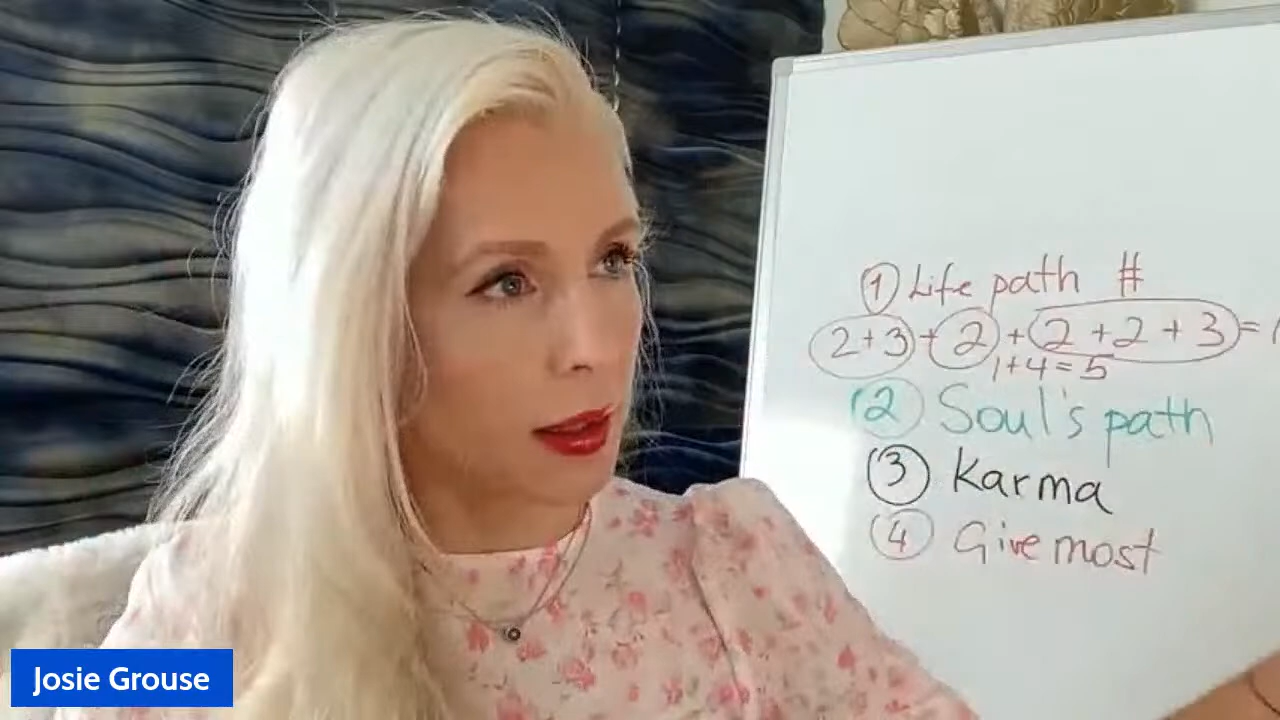 ① Life path #
2+3 + 2 + 2+2+3 =
1+4=5
② Soul's path
③ Karma
④ Give most
Josie Grouse